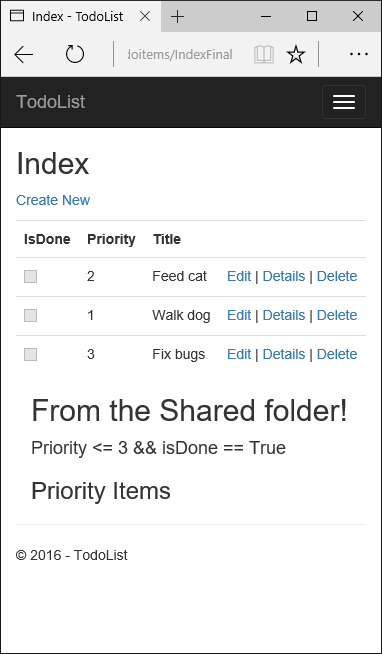 Index - TodoList
doitems/IndexFinal
TodoList
Index
Create New
IsDone Priority Title
2 Feed cat Edit | Details | Delete
1 Walk dog Edit | Details | Delete
3 Fix bugs Edit | Details | Delete
From the Shared folder!
Priority <= 3 && isDone == True
Priority Items
© 2016 - TodoList